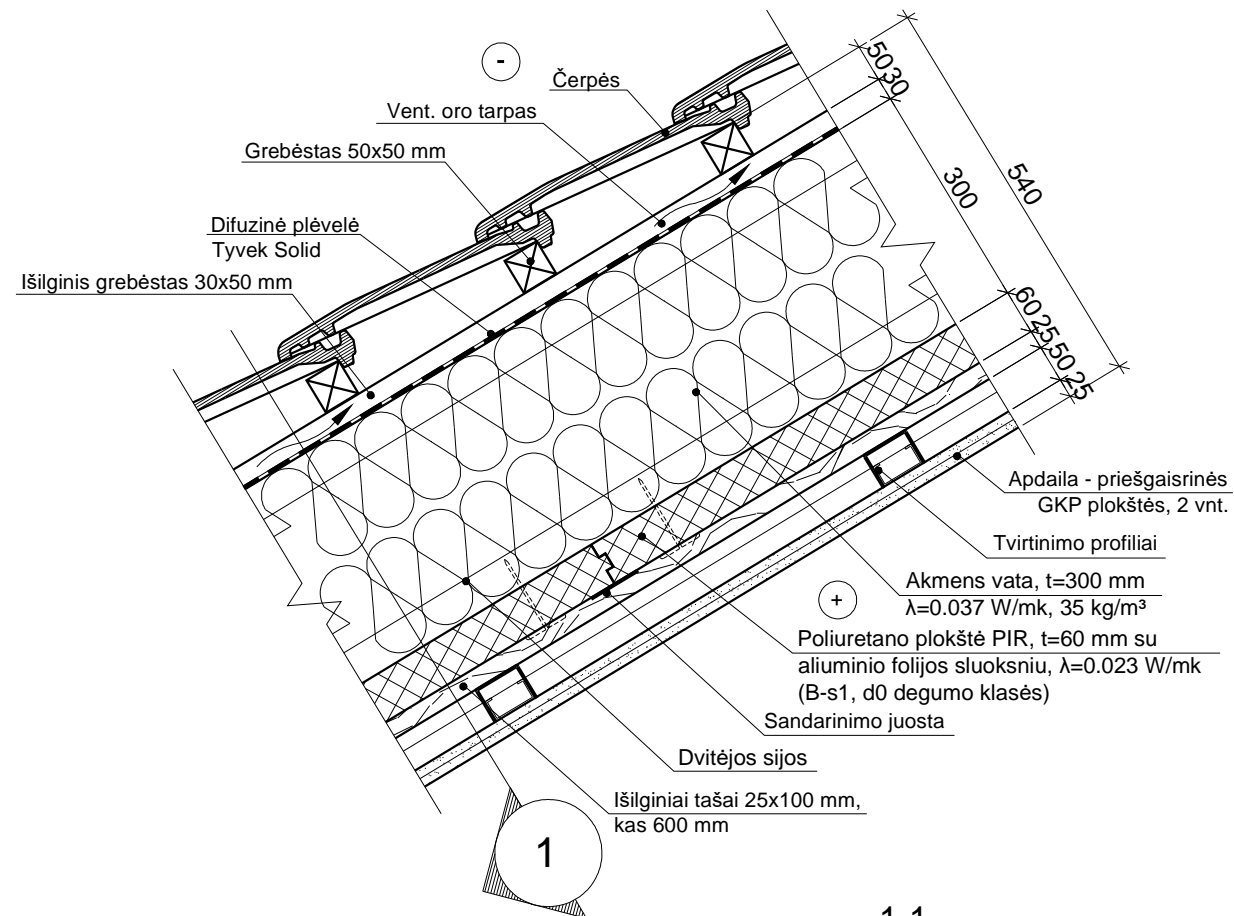 -
Čerpės
Vent. oro tarpas
Grebėstas 50x50 mm
Difuzinė plėvelė
Tyvek Solid
Išilginis grebėstas 30x50 mm
50
30
300
540
60
25
50
25
Apdaila - priešgaisrinės
GKP plokštės, 2 vnt.
Tvirtinimo profiliai
Akmens vata, t=300 mm
λ=0.037 W/mk, 35 kg/m³
+
Poliuretano plokštė PIR, t=60 mm su
aliuminio folijos sluoksniu, λ=0.023 W/mk
(B-s1, d0 degumo klasės)
Sandarinimo juosta
Dvitėjos sijos
Išilginiai tašai 25x100 mm,
kas 600 mm
1